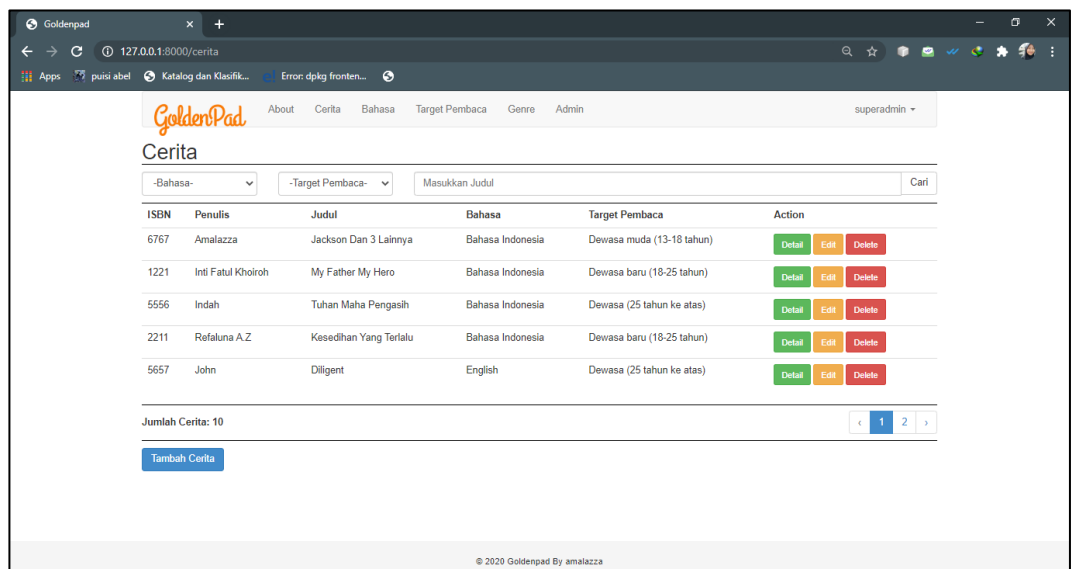 Goldenpad
127.0.0.1:8000/cerita
Apps puisi abel Katalog dan Klasifik... Error: dpkg fronten...
GoldenPad About Cerita Bahasa Target Pembaca Genre Admin superadmin
Cerita
-Bahasa- -Target Pembaca- Masukkan Judul Cari
ISBN Penulis Judul Bahasa Target Pembaca Action
6767 Amalazza Jackson Dan 3 Lainnya Bahasa Indonesia Dewasa muda (13-18 tahun) Detail Edit Delete
1221 Inti Fatul Khoiroh My Father My Hero Bahasa Indonesia Dewasa baru (18-25 tahun) Detail Edit Delete
5556 Indah Tuhan Maha Pengasih Bahasa Indonesia Dewasa (25 tahun ke atas) Detail Edit Delete
2211 Refaluna A.Z Kesedihan Yang Terlalu Bahasa Indonesia Dewasa baru (18-25 tahun) Detail Edit Delete
5657 John Diligent English Dewasa (25 tahun ke atas) Detail Edit Delete
Jumlah Cerita: 10 ‹ 1 2 ›
Tambah Cerita
© 2020 Goldenpad By amalazza